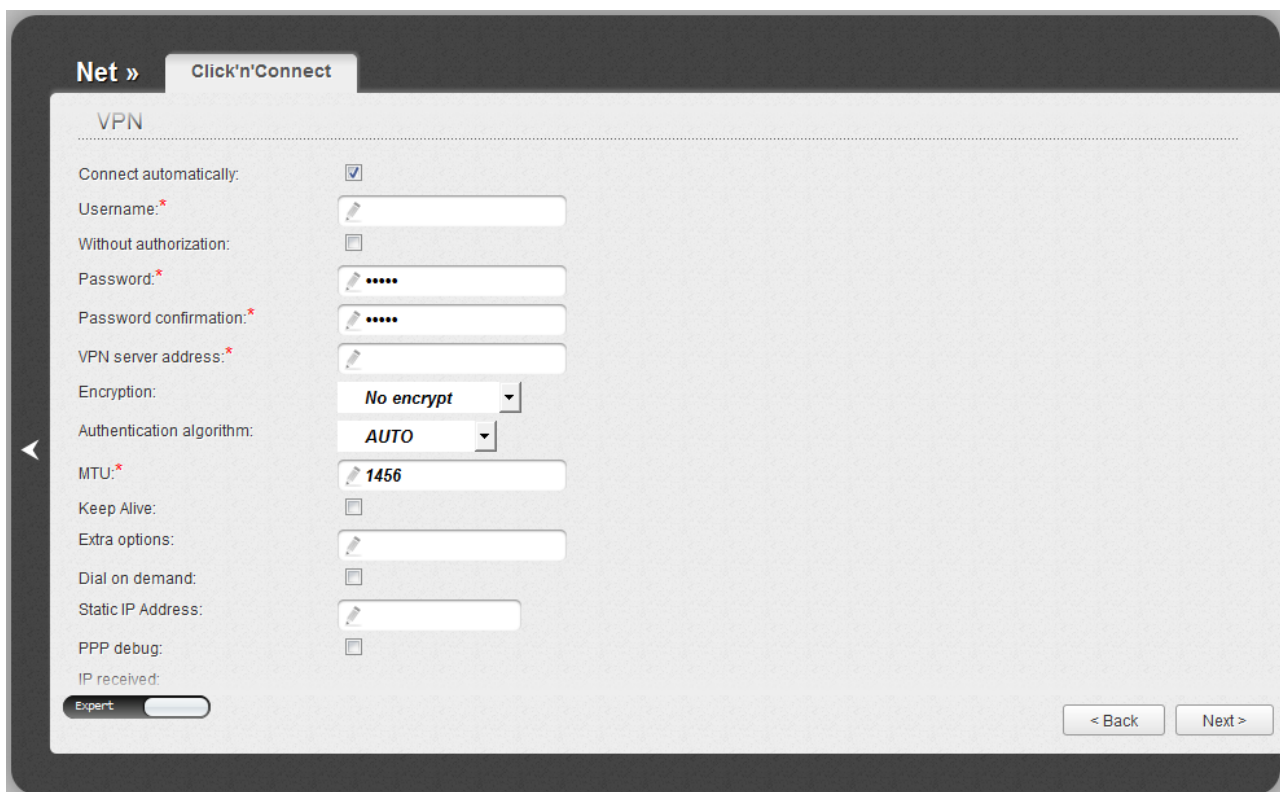 Net » Click'n'Connect
VPN
Connect automatically:
Username:*
Without authorization:
Password:* •••••
Password confirmation:* •••••
VPN server address:*
Encryption: No encrypt
Authentication algorithm: AUTO
MTU:* 1456
Keep Alive:
Extra options:
Dial on demand:
Static IP Address:
PPP debug:
IP received:
Expert
< Back Next >